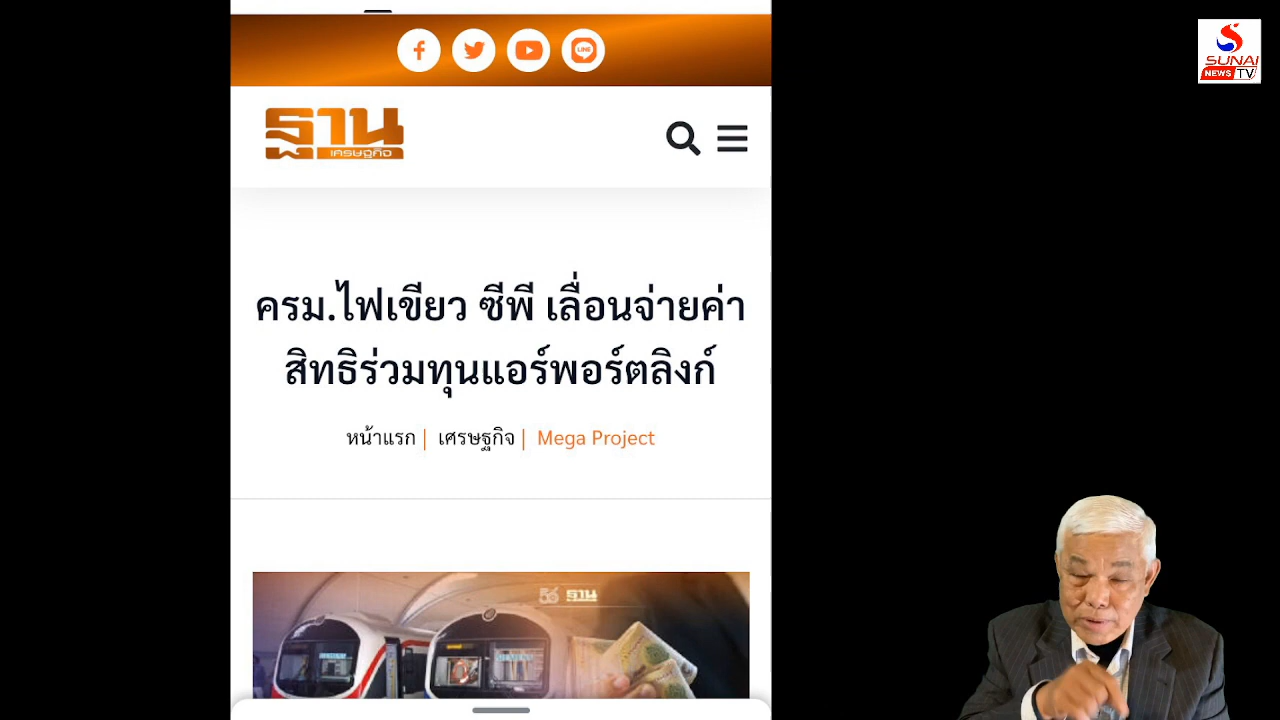 SUNAI
NEWS TV
LINE
ฐาน
เศรษฐกิจ
ครม.ไฟเขียว ซีพี เลื่อนจ่ายค่า
สิทธิร่วมทุนแอร์พอร์ตลิงก์
หน้าแรก | เศรษฐกิจ | Mega Project
ฐาน
SIEMENS